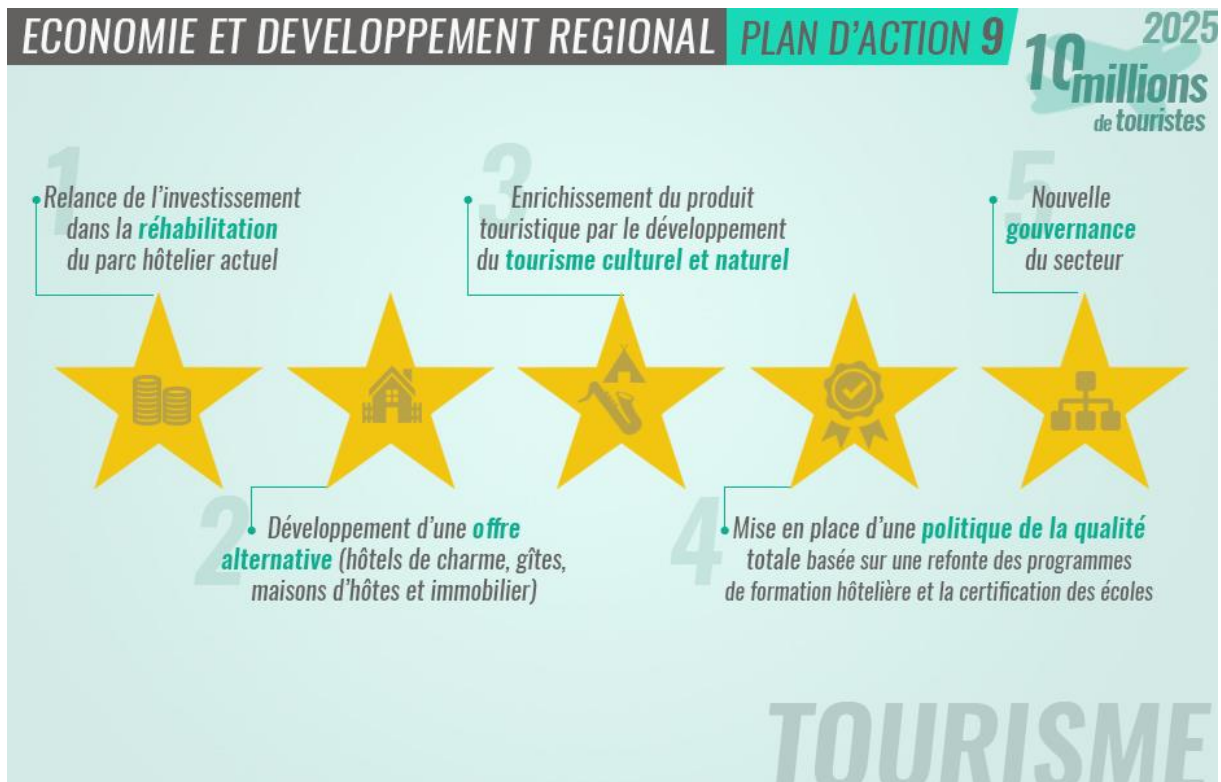 ECONOMIE ET DEVELOPPEMENT REGIONAL PLAN D'ACTION 9
2025
10 millions
de touristes
1
Relance de l'investissement
dans la réhabilitation
du parc hôtelier actuel
3
Enrichissement du produit
touristique par le développement
du tourisme culturel et naturel
5
Nouvelle
gouvernance
du secteur
2
Développement d'une offre
alternative (hôtels de charme, gîtes,
maisons d'hôtes et immobilier)
4
Mise en place d'une politique de la qualité
totale basée sur une refonte des programmes
de formation hôtelière et la certification des écoles
TOURISME